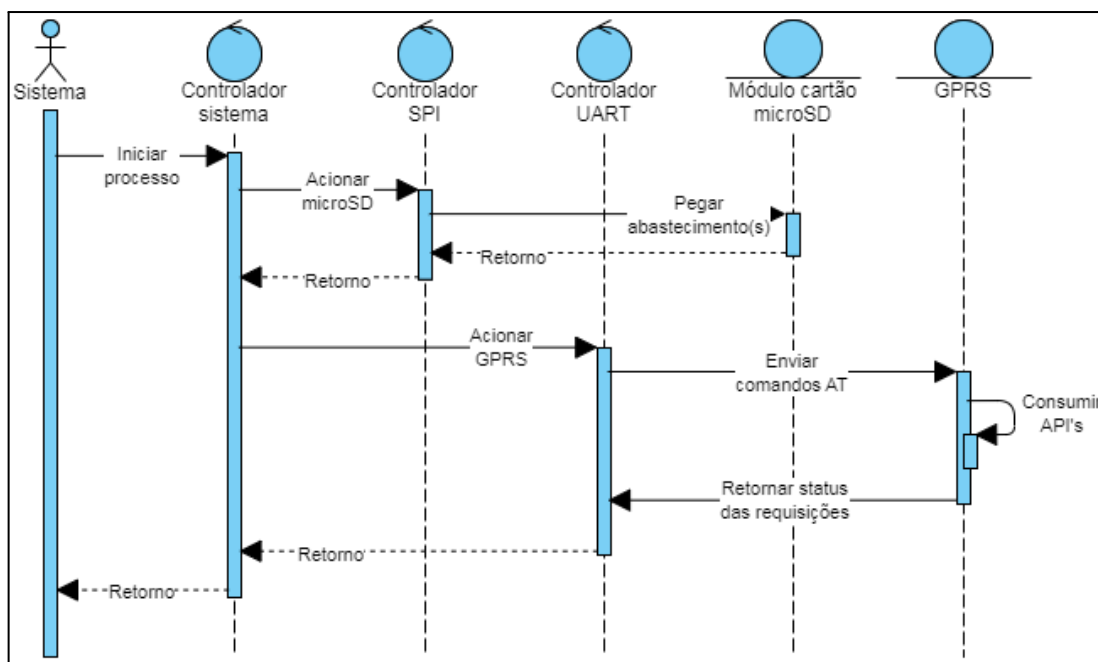 Sistema
Controlador
sistema
Controlador
SPI
Controlador
UART
Módulo cartão
microSD
GPRS
Iniciar
processo
Acionar
microSD
Pegar
abastecimento(s)
Retorno
Retorno
Acionar
GPRS
Enviar
comandos AT
Consumir
API's
Retornar status
das requisições
Retorno
Retorno